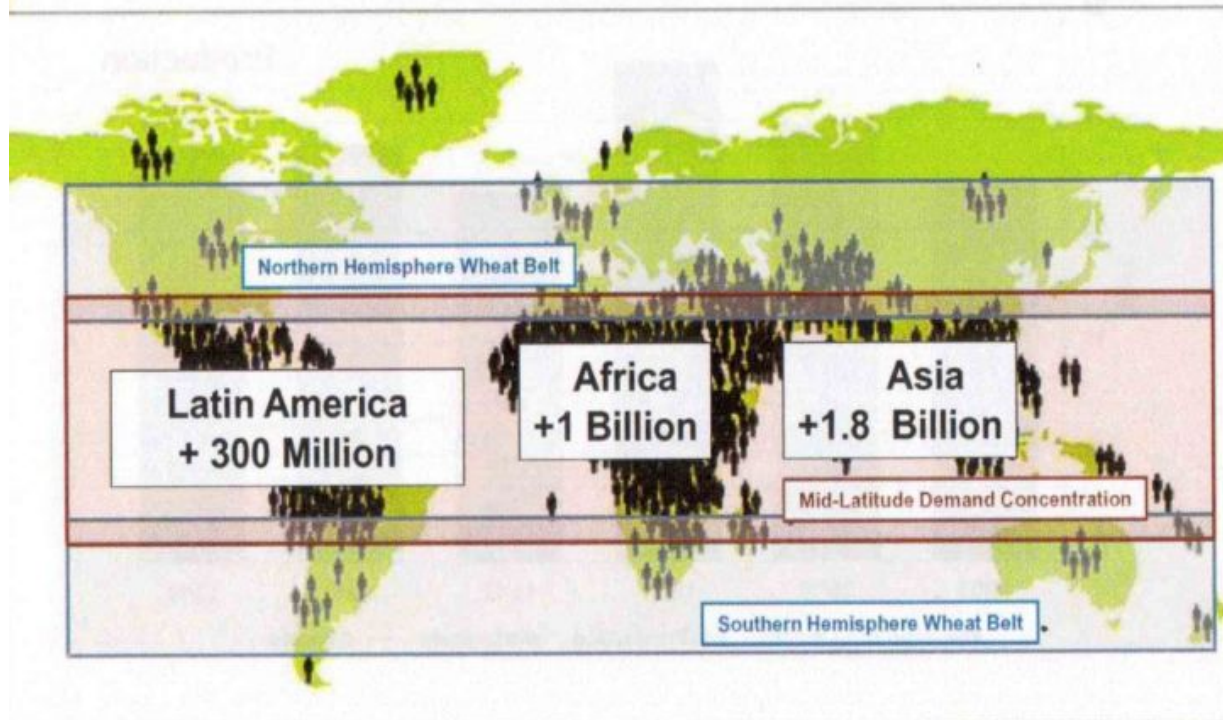 Northern Hemisphere Wheat Belt
Latin America
+ 300 Million
Africa
+1 Billion
Asia
+1.8 Billion
Mid-Latitude Demand Concentration
Southern Hemisphere Wheat Belt